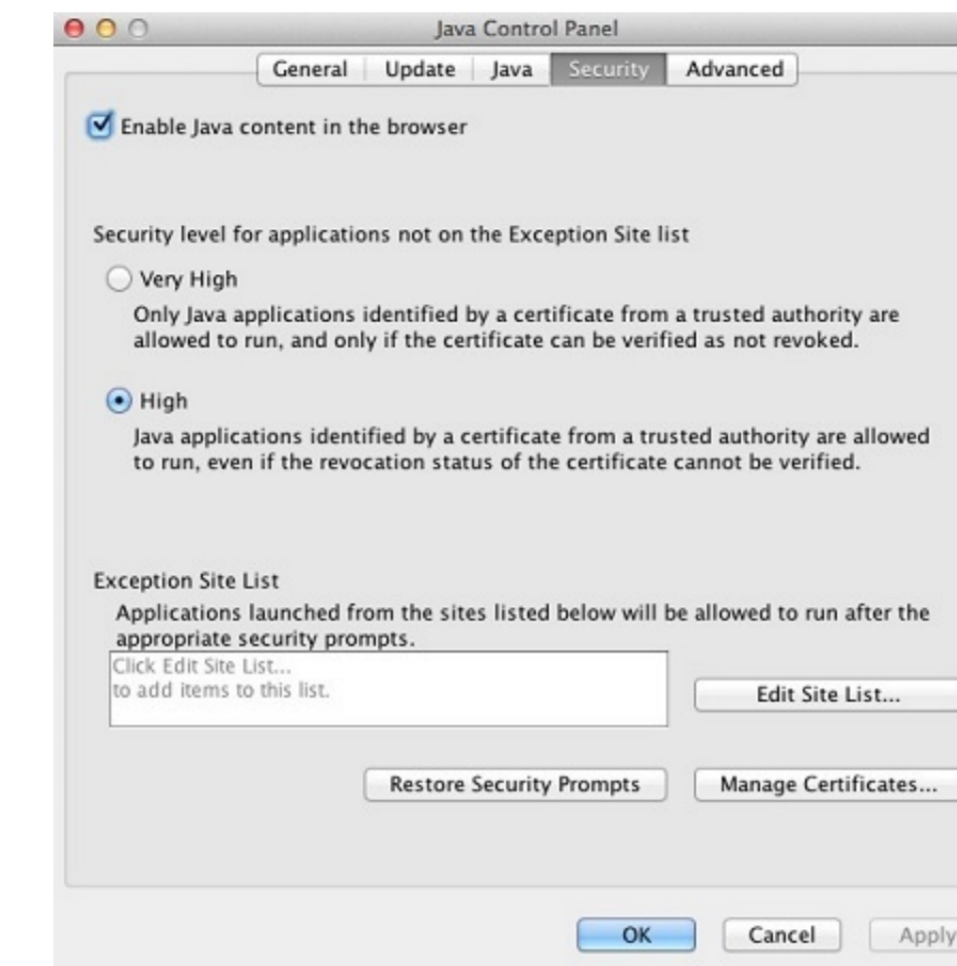 Java Control Panel
General Update Java Security Advanced
Enable Java content in the browser
Security level for applications not on the Exception Site list
Very High
Only Java applications identified by a certificate from a trusted authority are
allowed to run, and only if the certificate can be verified as not revoked.
High
Java applications identified by a certificate from a trusted authority are allowed
to run, even if the revocation status of the certificate cannot be verified.
Exception Site List
Applications launched from the sites listed below will be allowed to run after the
appropriate security prompts.
Click Edit Site List...
to add items to this list.
Edit Site List...
Restore Security Prompts Manage Certificates...
OK Cancel Apply